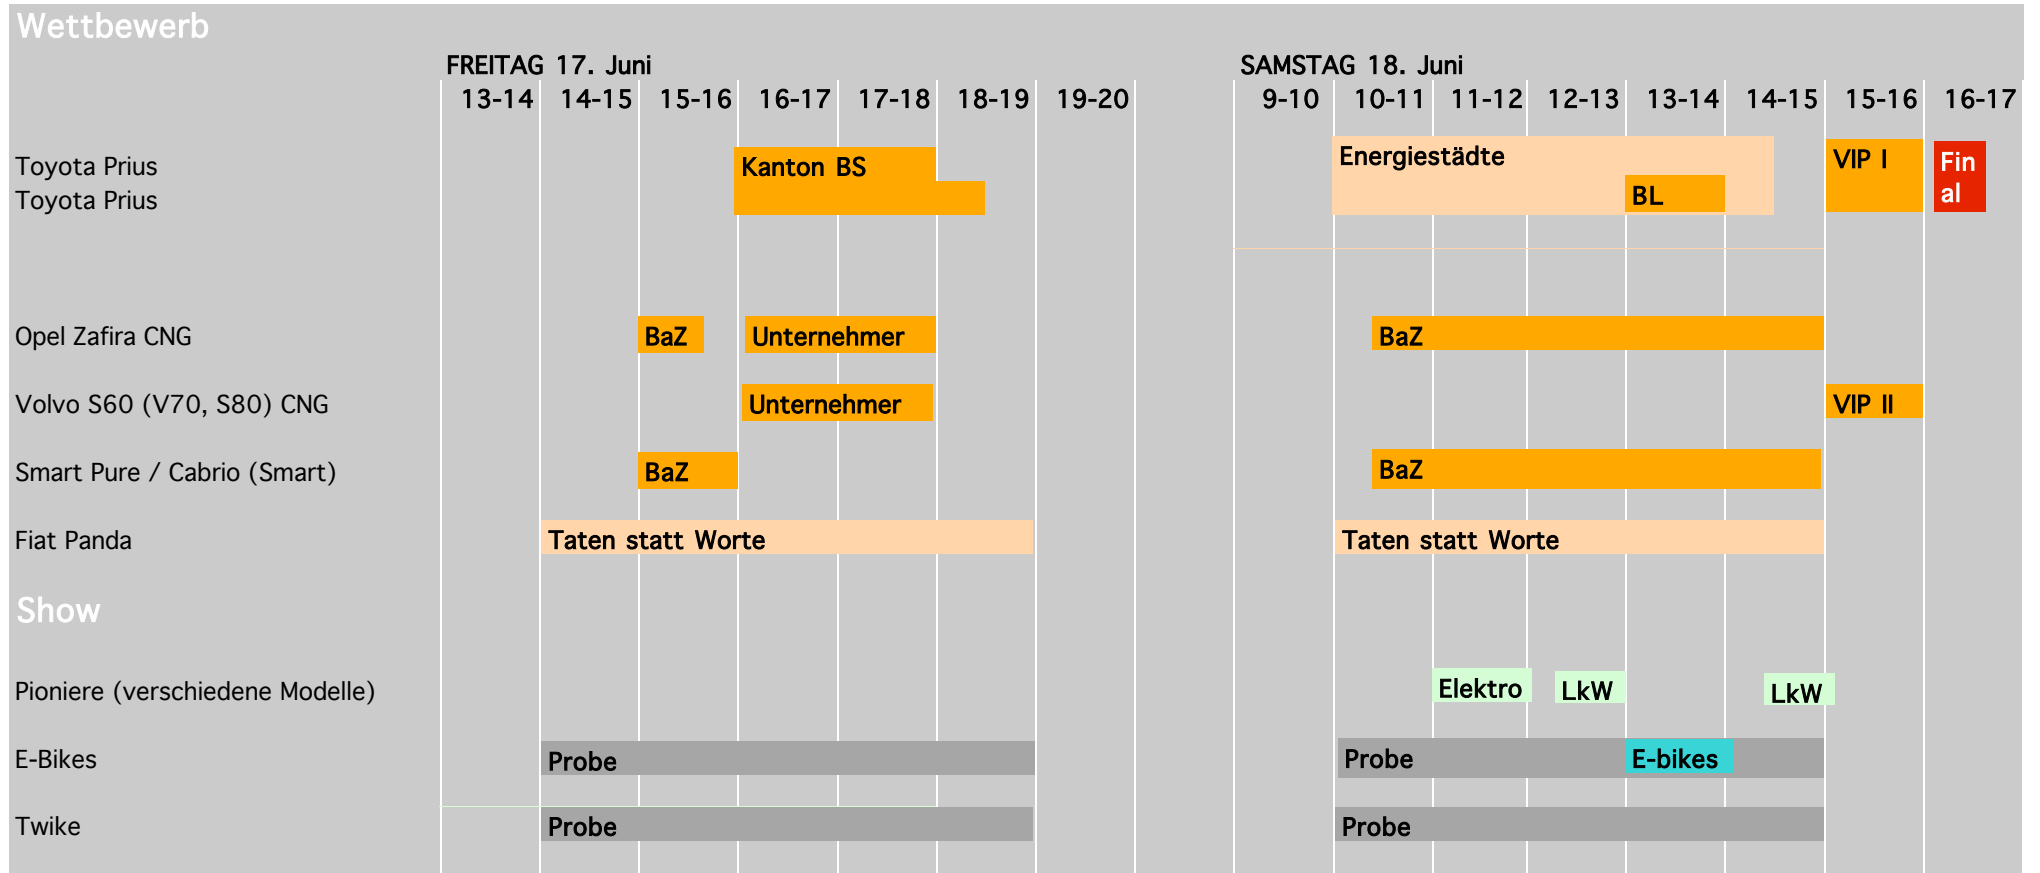 Wettbewerb
FREITAG 17. Juni SAMSTAG 18. Juni
13-14 14-15 15-16 16-17 17-18 18-19 19-20 9-10 10-11 11-12 12-13 13-14 14-15 15-16 16-17
Toyota Prius Kanton BS Energiestädte VIP I Fin
Toyota Prius BL al
Opel Zafira CNG BaZ Unternehmer BaZ
Volvo S60 (V70, S80) CNG Unternehmer VIP II
Smart Pure / Cabrio (Smart) BaZ BaZ
Fiat Panda Taten statt Worte Taten statt Worte
Show
Pioniere (verschiedene Modelle) Elektro LkW LkW
E-Bikes Probe Probe E-bikes
Twike Probe Probe